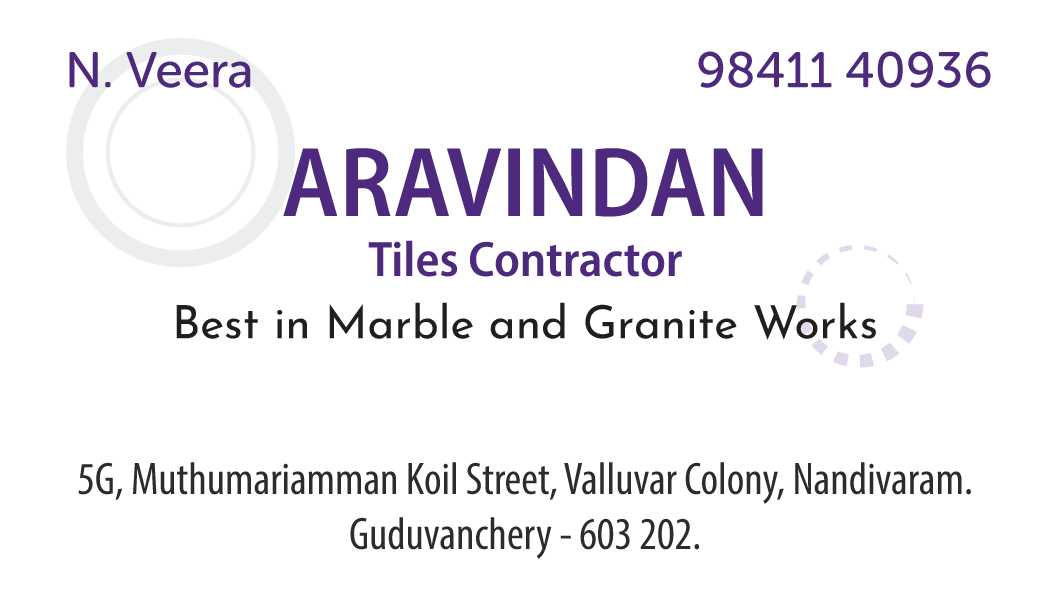 N. Veera
98411 40936
ARAVINDAN
Tiles Contractor
Best in Marble and Granite Works
5G, Muthumariamman Koil Street, Valluvar Colony, Nandivaram.
Guduvanchery - 603 202.